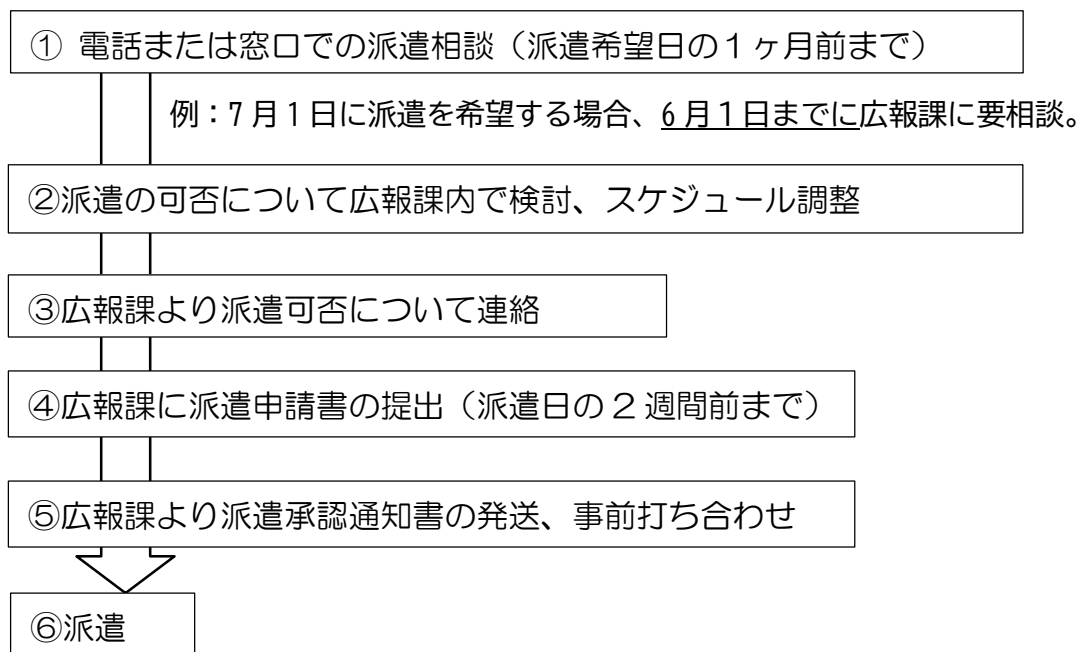 ① 電話または窓口での派遣相談（派遣希望日の１ヶ月前まで）
例：7月１日に派遣を希望する場合、6月１日までに広報課に要相談。
②派遣の可否について広報課内で検討、スケジュール調整
③広報課より派遣可否について連絡
④広報課に派遣申請書の提出（派遣日の２週間前まで）
⑤広報課より派遣承認通知書の発送、事前打ち合わせ
⑥派遣